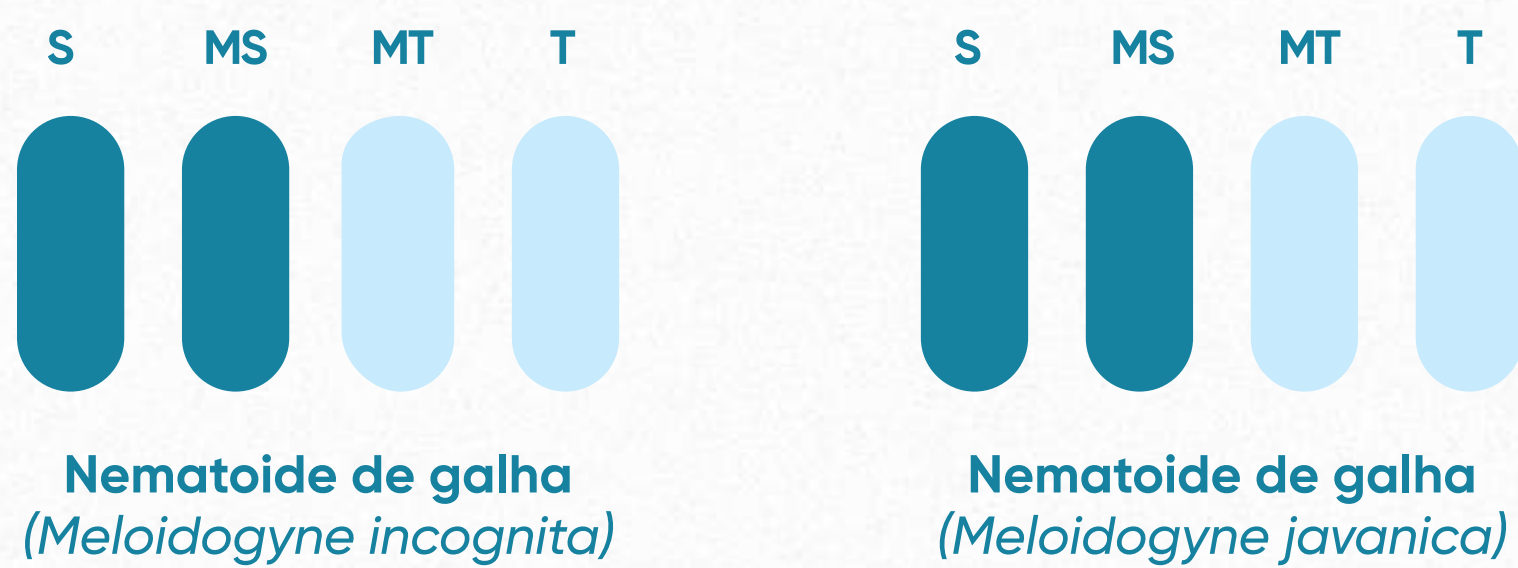 S MS MT T
Nematoide de galha
(Meloidogyne incognita)
S MS MT T
Nematoide de galha
(Meloidogyne javanica)